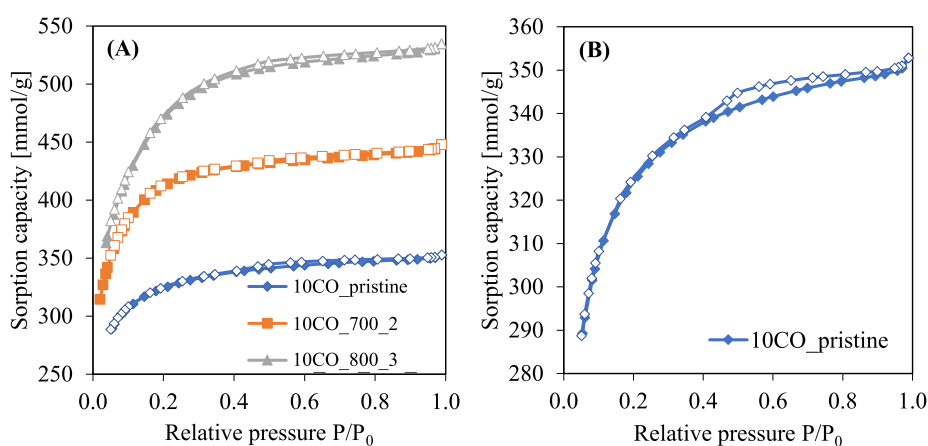 (A)
Sorption capacity [mmol/g]
550
500
450
400
350
300
250
0.0 0.2 0.4 0.6 0.8 1.0
Relative pressure P/P₀
10CO_pristine
10CO_700_2
10CO_800_3_
(B)
Sorption capacity [mmol/g]
360
350
340
330
320
310
300
290
280
0.0 0.2 0.4 0.6 0.8 1.0
Relative pressure P/P₀
10CO_pristine